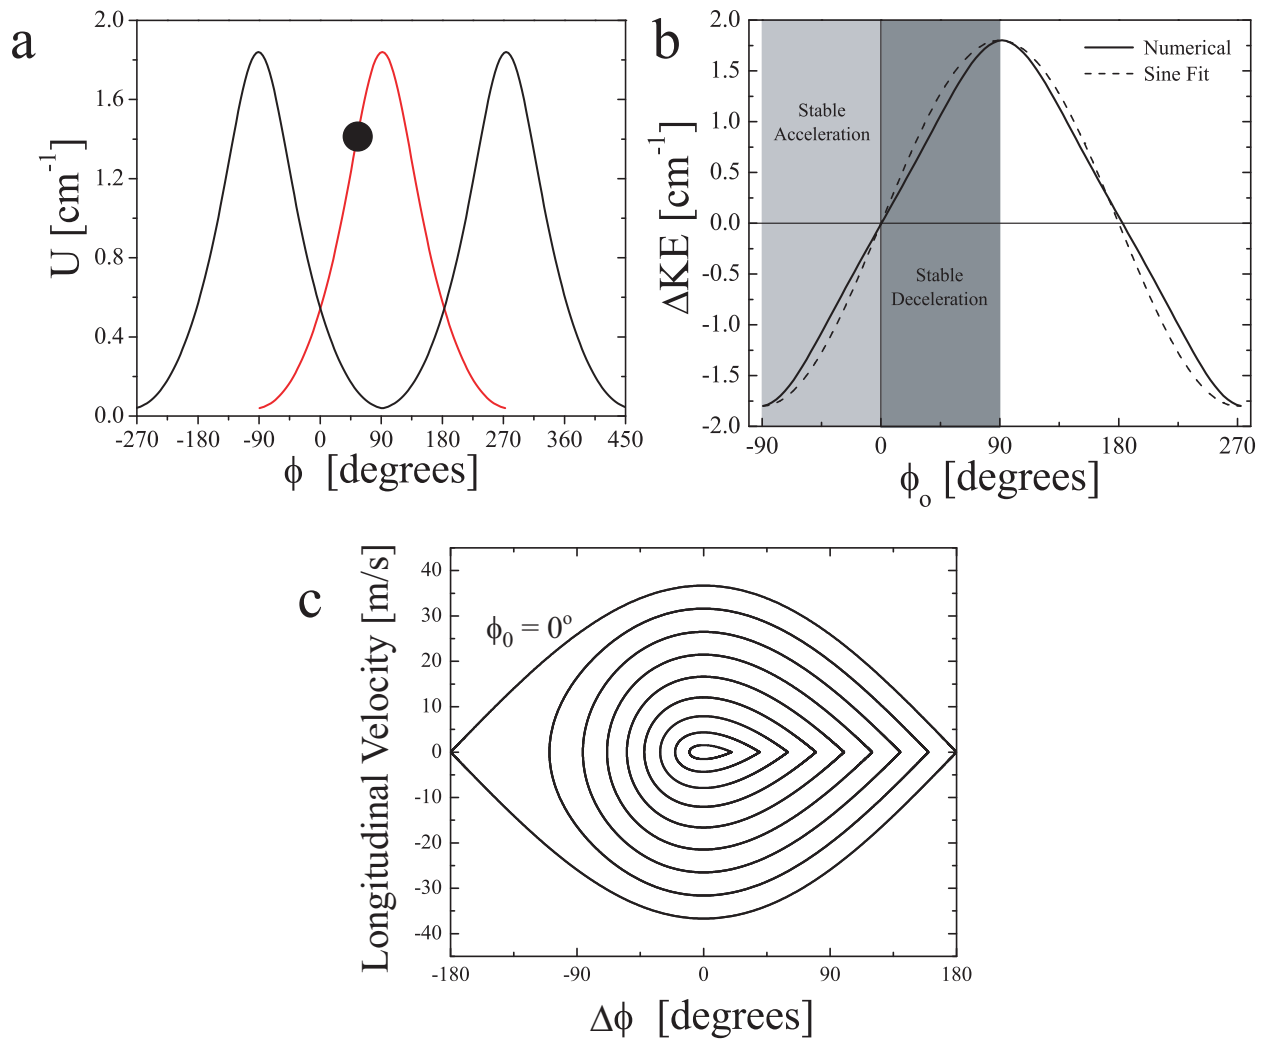 a
U [cm⁻¹]
2.0
1.6
1.2
0.8
0.4
0.0
-270 -180 -90 0 90 180 270 360 450
ϕ [degrees]
b
ΔKE [cm⁻¹]
2.0
1.5
1.0
0.5
0.0
-0.5
-1.0
-1.5
-2.0
Stable
Acceleration
Stable
Deceleration
Numerical
Sine Fit
-90 0 90 180 270
ϕₒ [degrees]
c
Longitudinal Velocity [m/s]
40
30
20
10
0
-10
-20
-30
-40
ϕ₀ = 0º
-180 -90 0 90 180
Δϕ [degrees]